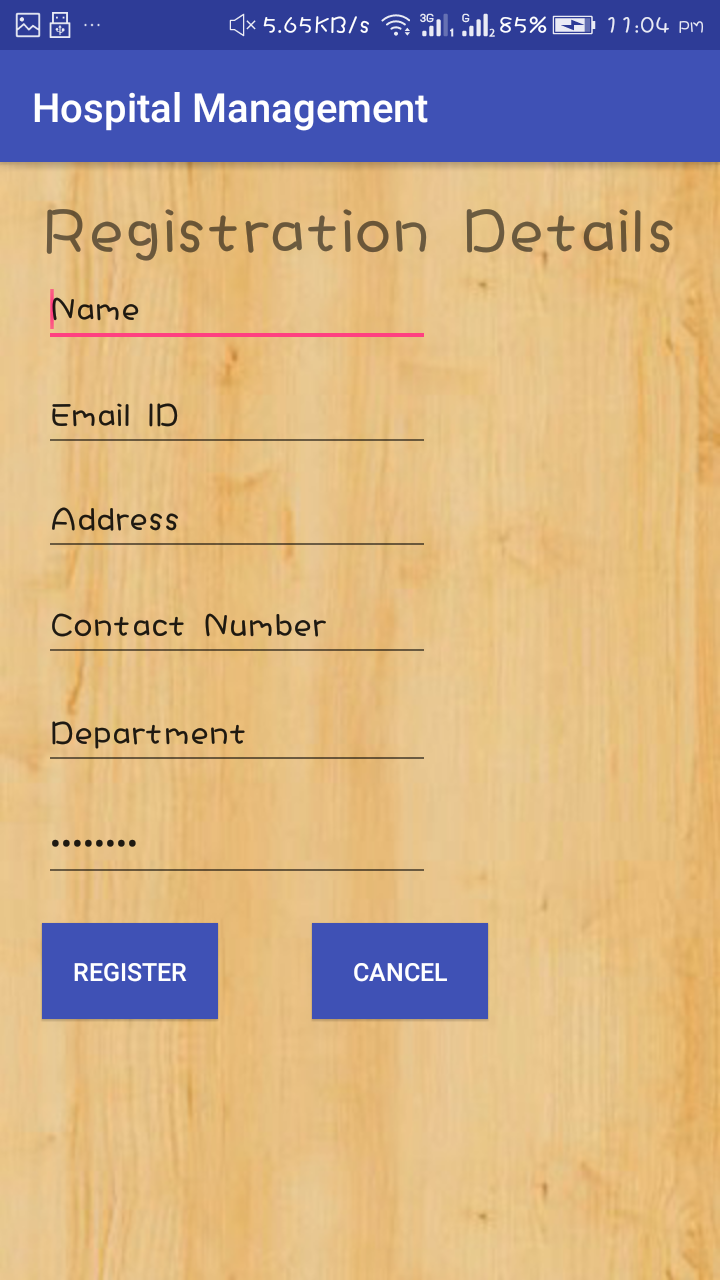 ... 5.65KB/s 3G 1 G 2 85% 11:04 PM
Hospital Management
Registration Details
Name
Email ID
Address
Contact Number
Department
••••••••
REGISTER CANCEL